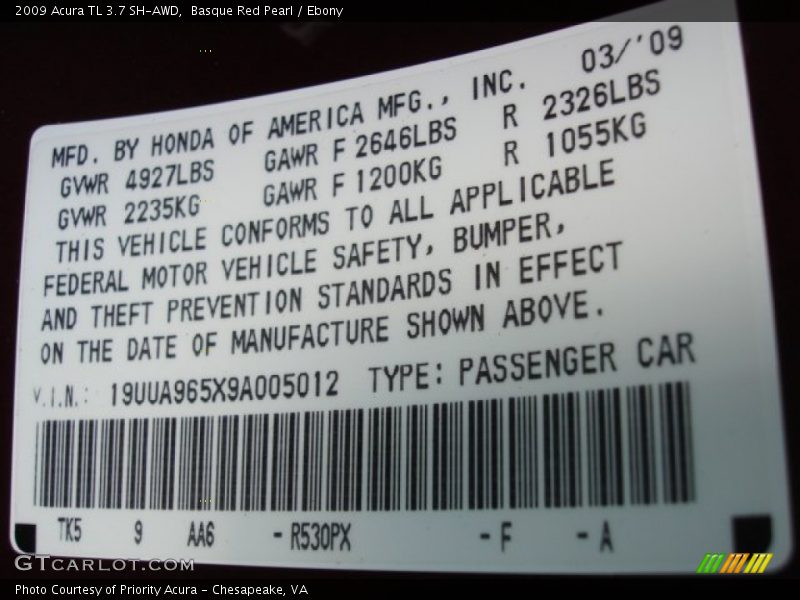 2009 Acura TL 3.7 SH-AWD,  Basque Red Pearl / Ebony
03/'09
MFD. BY HONDA OF AMERICA MFG., INC.
GVWR 4927LBS GAWR F 2646LBS R 2326LBS
GVWR 2235KG GAWR F 1200KG R 1055KG
THIS VEHICLE CONFORMS TO ALL APPLICABLE
FEDERAL MOTOR VEHICLE SAFETY, BUMPER,
AND THEFT PREVENTION STANDARDS IN EFFECT
ON THE DATE OF MANUFACTURE SHOWN ABOVE.
V.I.N.: 19UUA965X9A005012 TYPE: PASSENGER CAR
TK5 9 AA6 -R530PX -F -A
GTCARLOT.COM
Photo Courtesy of Priority Acura - Chesapeake, VA